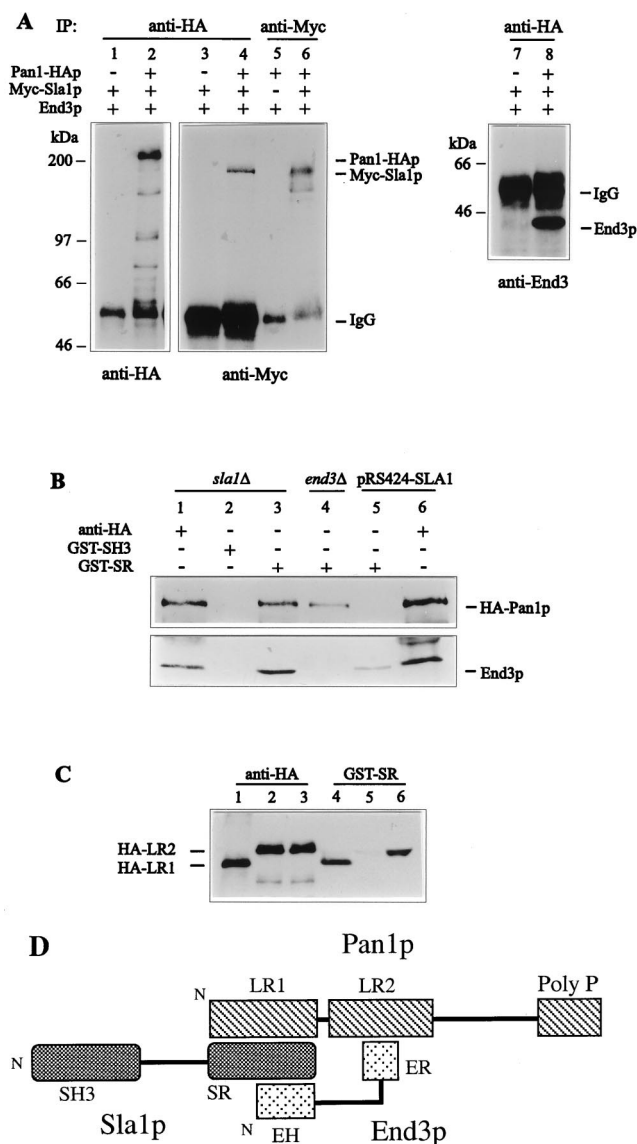 A IP: anti-HA anti-Myc anti-HA
1 2 3 4 5 6 7 8
Pan1-HAp - + - + + + - +
Myc-Sla1p + + + + - + + +
End3p + + + + + + + +
kDa kDa
200 –
97 –
66 –
46 –
– Pan1-HAp
– Myc-Sla1p
– IgG
66 –
46 –
– IgG
– End3p
anti-HA anti-Myc anti-End3
B sla1Δ end3Δ pRS424-SLA1
1 2 3 4 5 6
anti-HA + - - - - +
GST-SH3 - + - - - -
GST-SR - - + + + -
– HA-Pan1p
– End3p
C anti-HA GST-SR
1 2 3 4 5 6
HA-LR2 –
HA-LR1 –
D Pan1p
N LR1 LR2 Poly P
N SH3 SR ER
Sla1p N EH End3p